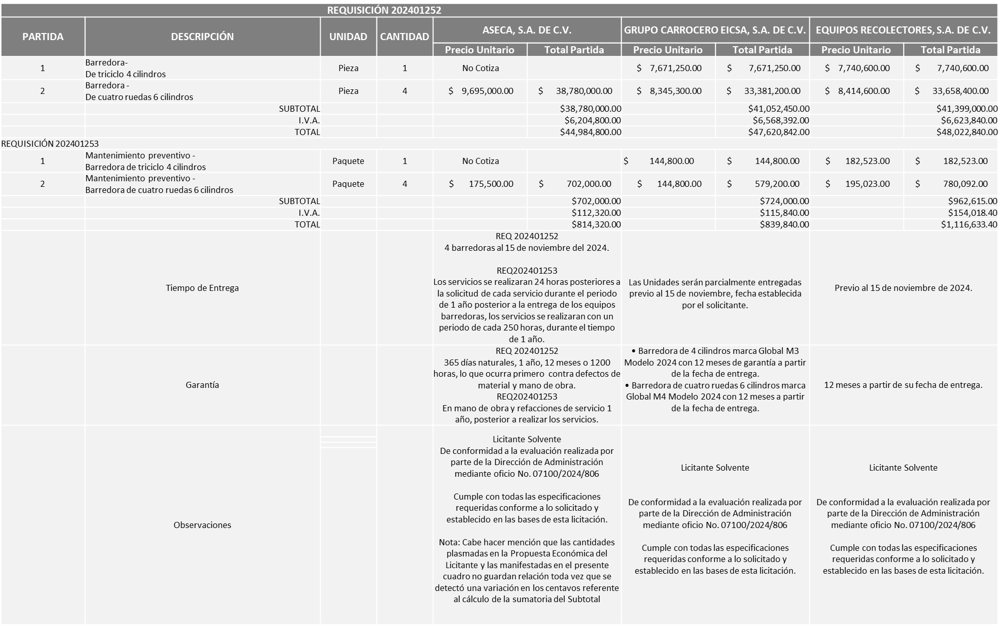 REQUISICIÓN 202401252
PARTIDA DESCRIPCIÓN UNIDAD CANTIDAD ASECA, S.A. DE C.V. GRUPO CARROCERO EICSA, S.A. DE C.V. EQUIPOS RECOLECTORES, S.A. DE C.V.
Precio Unitario Total Partida Precio Unitario Total Partida Precio Unitario Total Partida
1 Barredora-
De triciclo 4 cilindros Pieza 1 No Cotiza $ 7,671,250.00 $ 7,671,250.00 $ 7,740,600.00 $ 7,740,600.00
2 Barredora -
De cuatro ruedas 6 cilindros Pieza 4 $ 9,695,000.00 $ 38,780,000.00 $ 8,345,300.00 $ 33,381,200.00 $ 8,414,600.00 $ 33,658,400.00
SUBTOTAL $38,780,000.00 $41,052,450.00 $41,399,000.00
I.V.A. $6,204,800.00 $6,568,392.00 $6,623,840.00
TOTAL $44,984,800.00 $47,620,842.00 $48,022,840.00
REQUISICIÓN 202401253
1 Mantenimiento preventivo -
Barredora de triciclo 4 cilindros Paquete 1 No Cotiza $ 144,800.00 $ 144,800.00 $ 182,523.00 $ 182,523.00
2 Mantenimiento preventivo -
Barredora de cuatro ruedas 6 cilindros Paquete 4 $ 175,500.00 $ 702,000.00 $ 144,800.00 $ 579,200.00 $ 195,023.00 $ 780,092.00
SUBTOTAL $702,000.00 $724,000.00 $962,615.00
I.V.A. $112,320.00 $115,840.00 $154,018.40
TOTAL $814,320.00 $839,840.00 $1,116,633.40
Tiempo de Entrega
REQ 202401252
4 barredoras al 15 de noviembre del 2024.
REQ202401253
Los servicios se realizaran 24 horas posteriores a
la solicitud de cada servicio durante el periodo
de 1 año posterior a la entrega de los equipos
barredoras, los servicios se realizaran con un
periodo de cada 250 horas, durante el tiempo
de 1 año.
Las Unidades serán parcialmente entregadas
previo al 15 de noviembre, fecha establecida
por el solicitante.
Previo al 15 de noviembre de 2024.
Garantía
REQ 202401252
365 días naturales, 1 año, 12 meses o 1200
horas, lo que ocurra primero contra defectos de
material y mano de obra.
REQ202401253
En mano de obra y refacciones de servicio 1
año, posterior a realizar los servicios.
• Barredora de 4 cilindros marca Global M3
Modelo 2024 con 12 meses de garantía a partir
de la fecha de entrega.
• Barredora de cuatro ruedas 6 cilindros marca
Global M4 Modelo 2024 con 12 meses a partir
de la fecha de entrega.
12 meses a partir de su fecha de entrega.
Observaciones
Licitante Solvente
De conformidad a la evaluación realizada por
parte de la Dirección de Administración
mediante oficio No. 07100/2024/806
Cumple con todas las especificaciones
requeridas conforme a lo solicitado y
establecido en las bases de esta licitación.
Nota: Cabe hacer mención que las cantidades
plasmadas en la Propuesta Económica del
Licitante y las manifestadas en el presente
cuadro no guardan relación toda vez que se
detectó una variación en los centavos referente
al cálculo de la sumatoria del Subtotal
Licitante Solvente
De conformidad a la evaluación realizada por
parte de la Dirección de Administración
mediante oficio No. 07100/2024/806
Cumple con todas las especificaciones
requeridas conforme a lo solicitado y
establecido en las bases de esta licitación.
Licitante Solvente
De conformidad a la evaluación realizada por
parte de la Dirección de Administración
mediante oficio No. 07100/2024/806
Cumple con todas las especificaciones
requeridas conforme a lo solicitado y
establecido en las bases de esta licitación.